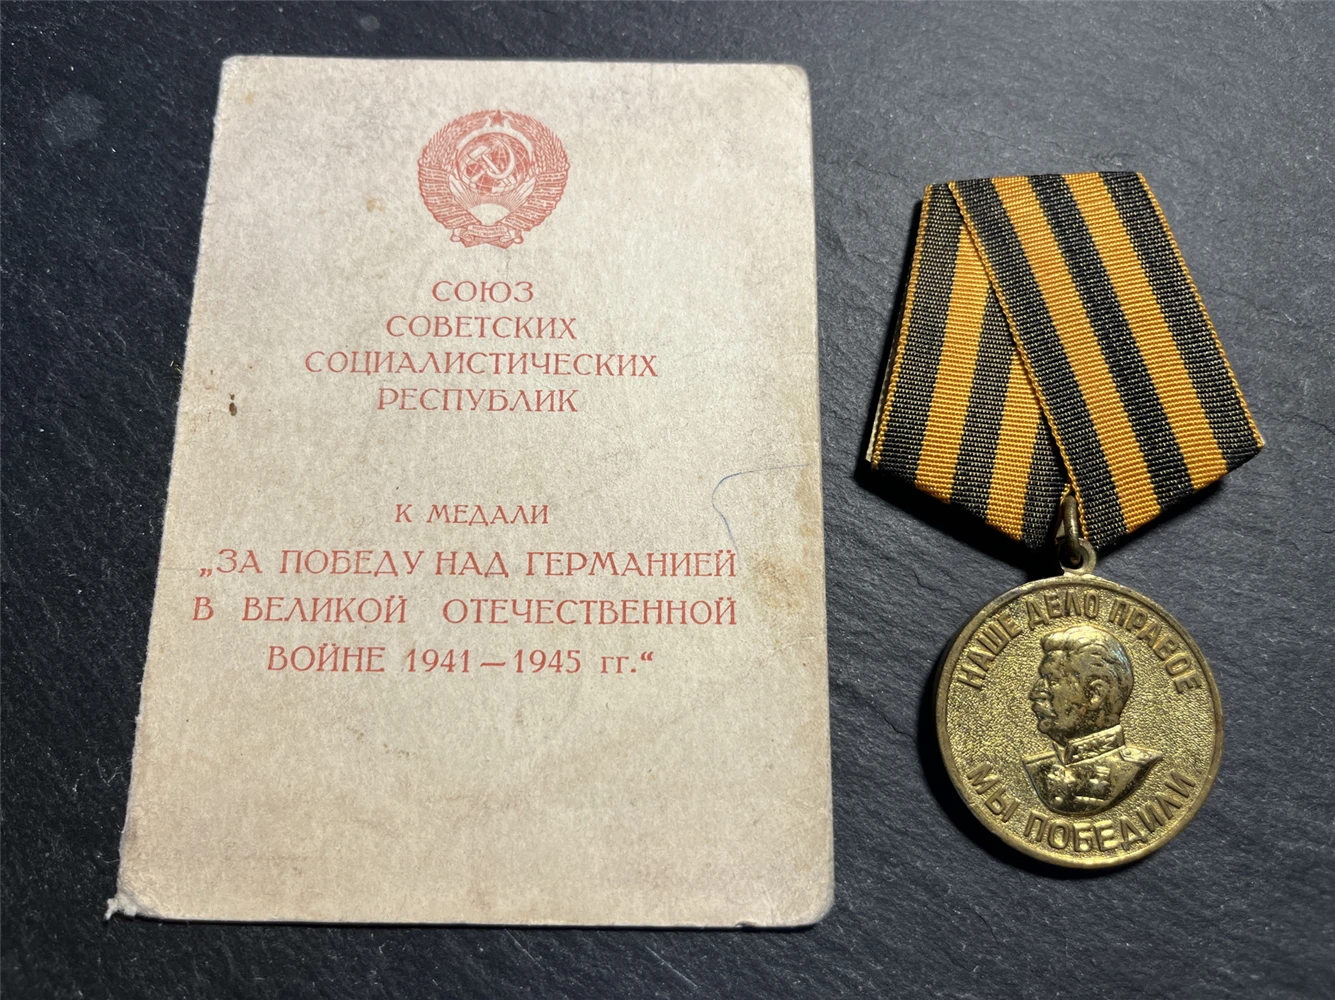 СОЮЗ
СОВЕТСКИХ
СОЦИАЛИСТИЧЕСКИХ
РЕСПУБЛИК
К МЕДАЛИ
„ЗА ПОБЕДУ НАД ГЕРМАНИЕЙ
В ВЕЛИКОЙ ОТЕЧЕСТВЕННОЙ
ВОЙНЕ 1941—1945 гг.“
НАШЕ ДЕЛО ПРАВОЕ
МЫ ПОБЕДИЛИ